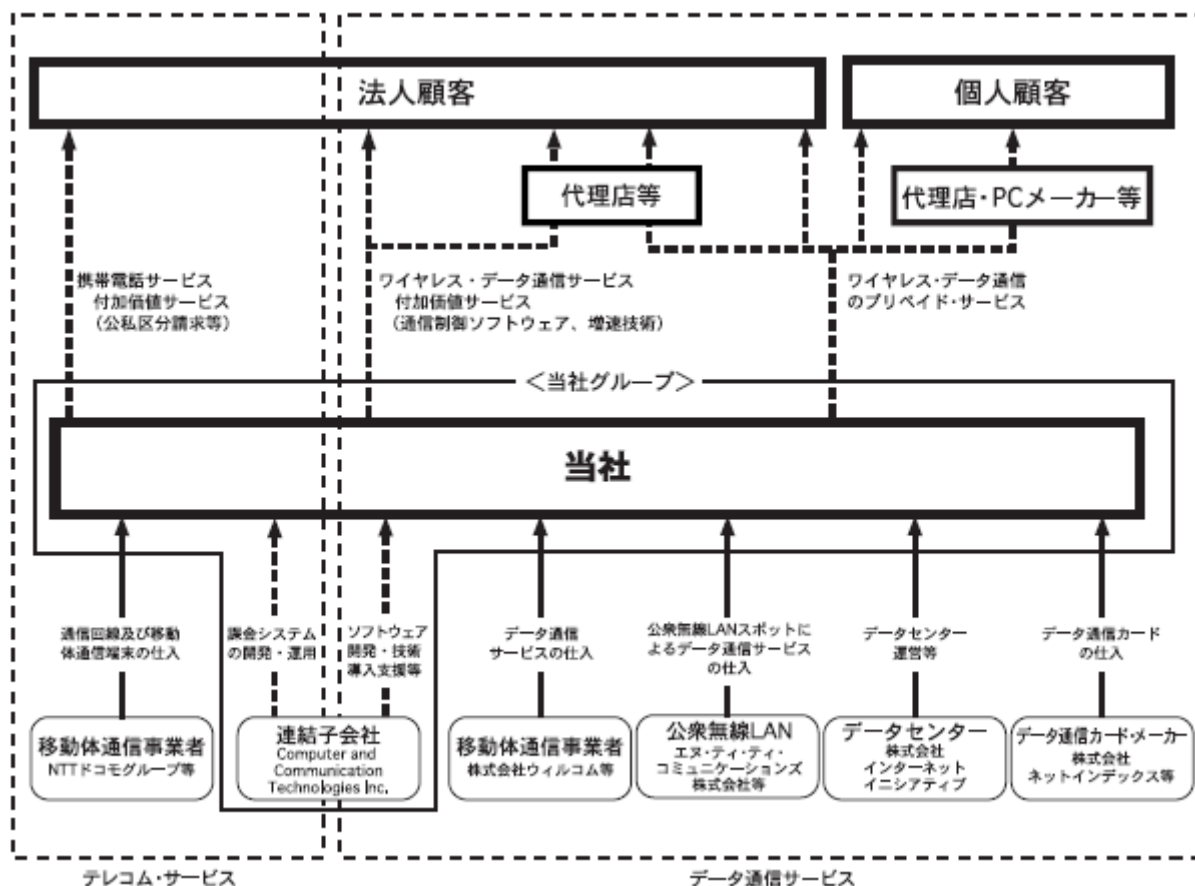 法人顧客
個人顧客
代理店等
代理店・PCメーカー等
携帯電話サービス
付加価値サービス
（公私区分請求等）
ワイヤレス・データ通信サービス
付加価値サービス
（通信制御ソフトウェア、増速技術）
ワイヤレス・データ通信
のプリペイド・サービス
＜当社グループ＞
当社
通信回線及び移動
体通信端末の仕入
課金システム
の開発・運用
ソフトウェア
開発・技術
導入支援等
データ通信
サービスの仕入
公衆無線LANスポットに
よるデータ通信サービス
の仕入
データセンター
運営等
データ通信カード
の仕入
移動体通信事業者
NTTドコモグループ等
連結子会社
Computer and
Communication
Technologies Inc.
移動体通信事業者
株式会社ウィルコム等
公衆無線LAN
エヌ・ティ・ティ・
コミュニケーションズ
株式会社等
データセンター
株式会社
インターネット
イニシアティブ
データ通信カード・メーカー
株式会社
ネットインデックス等
テレコム・サービス
データ通信サービス